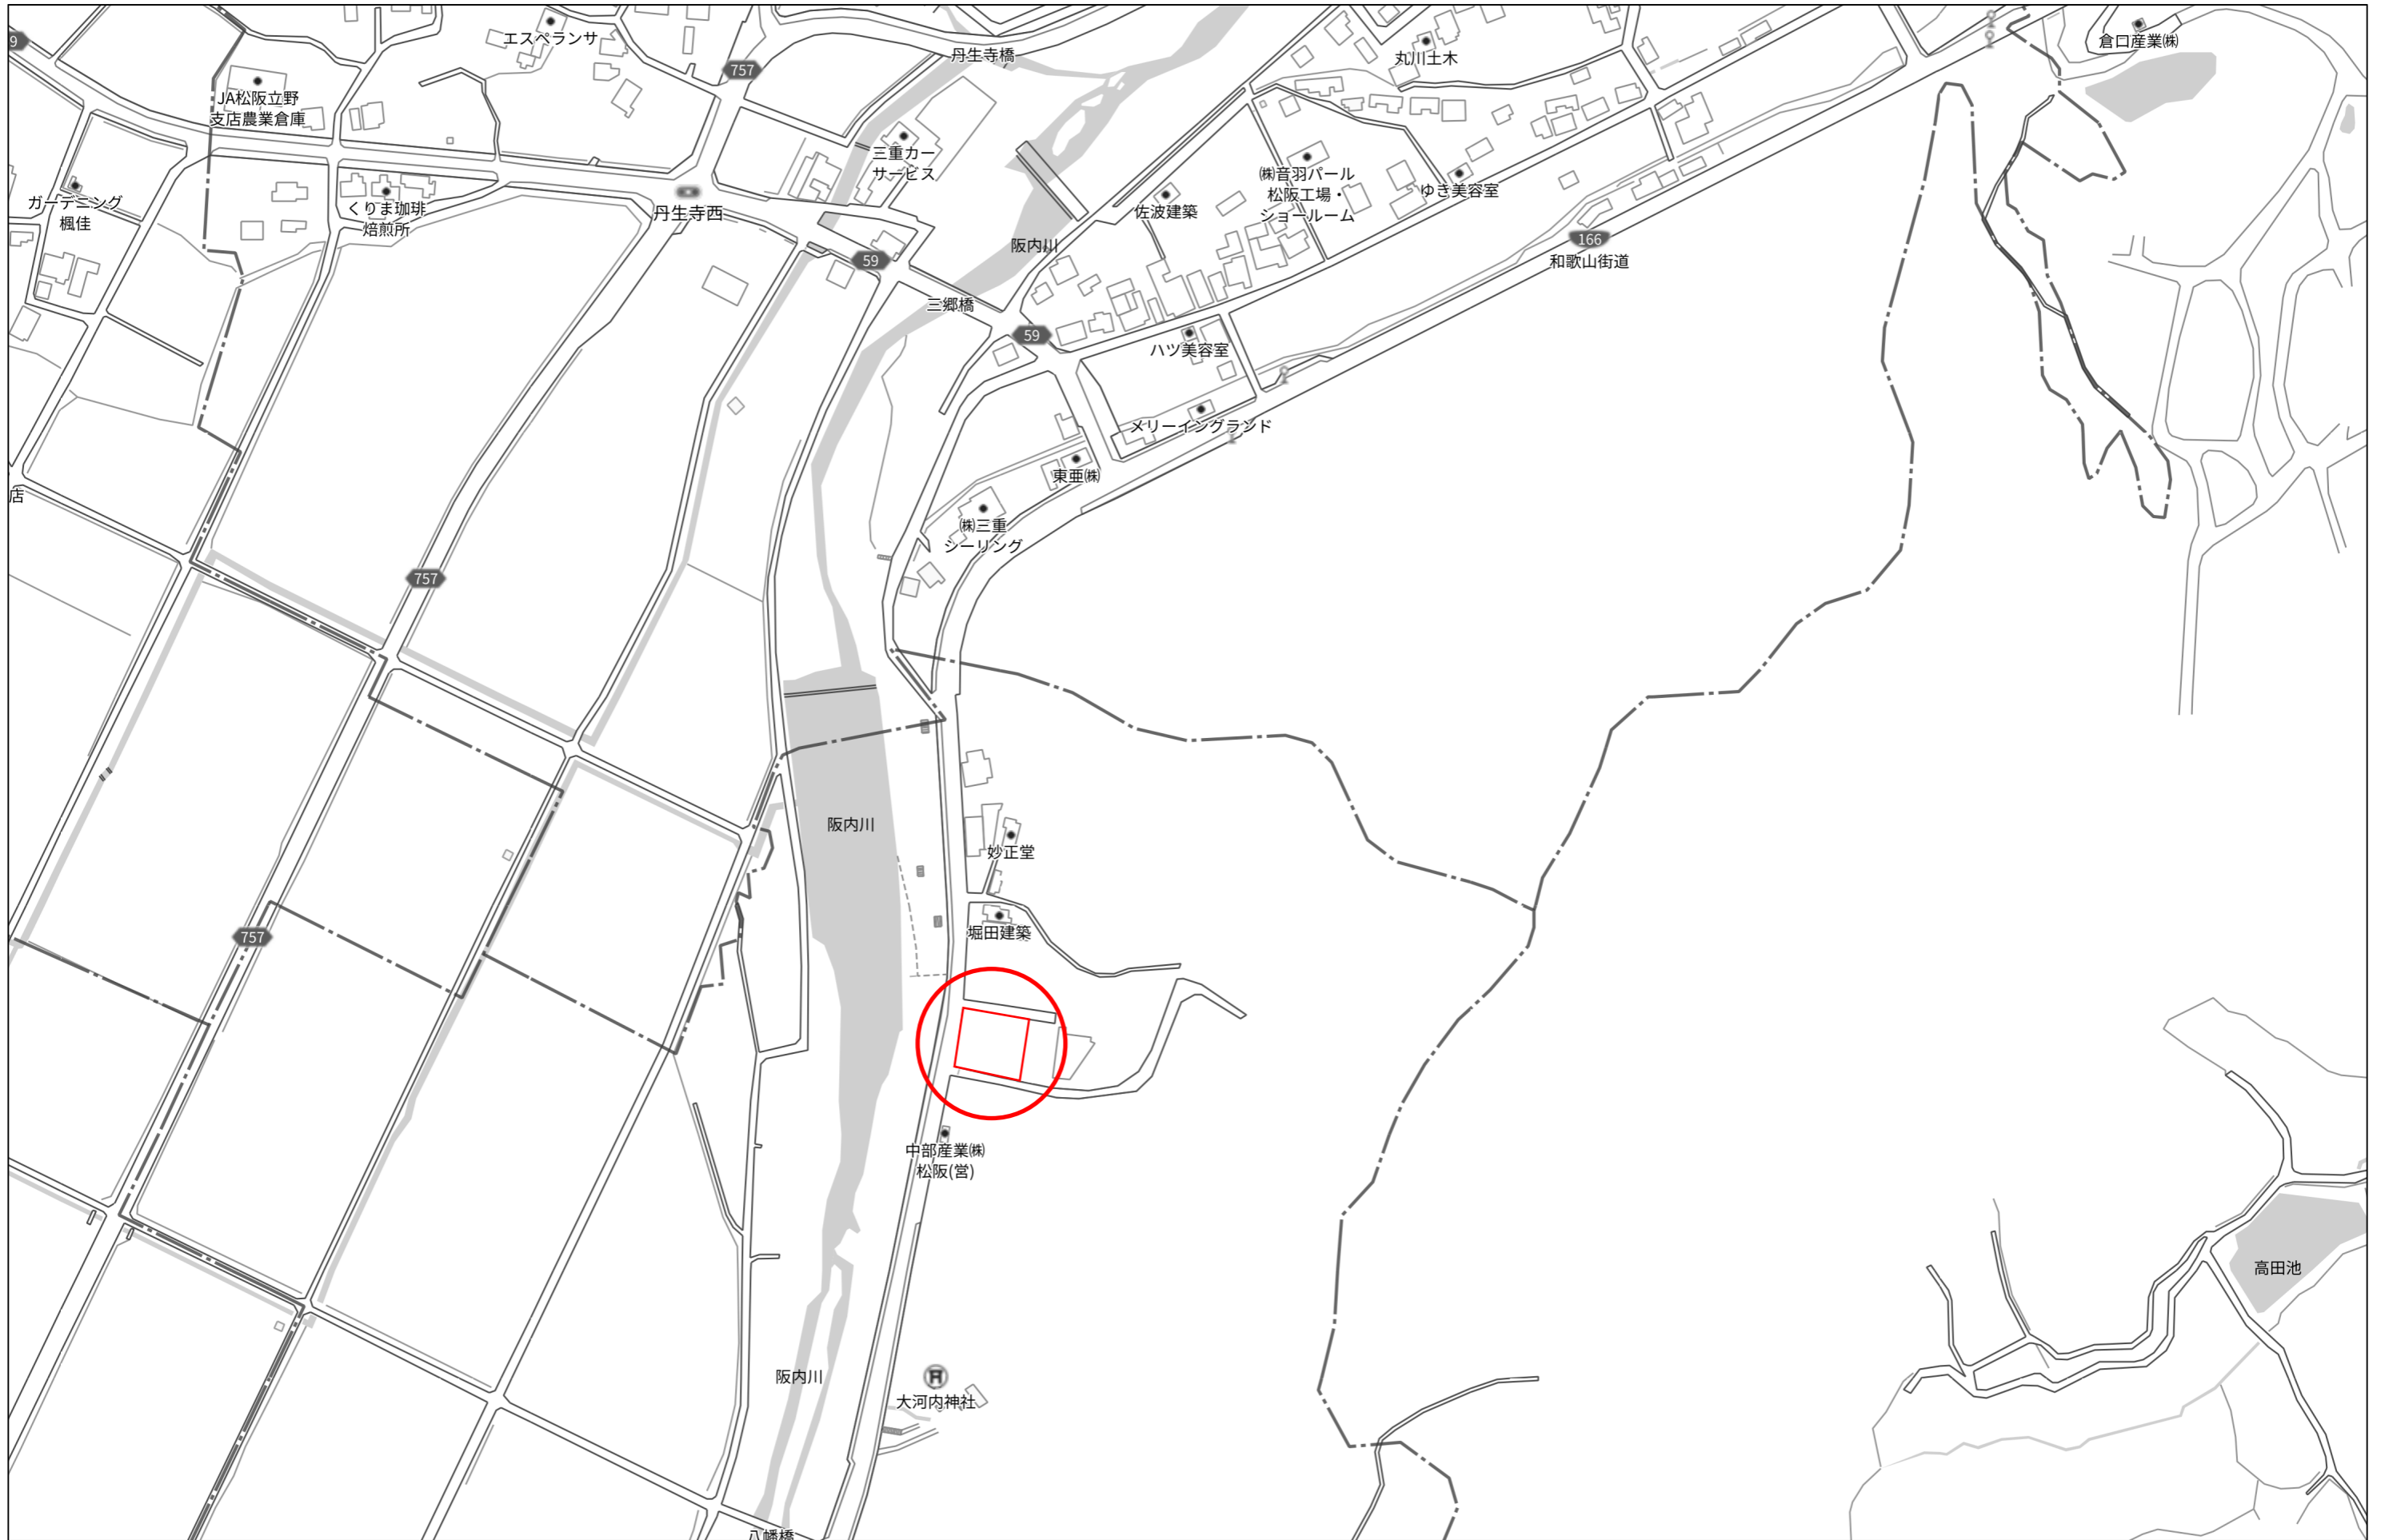 9
エスペランサ
757
丹生寺橋
丸川土木
倉口産業㈱
JA松阪立野
支店農業倉庫
三重カー
サービス
ガーデニング
楓佳
くりま珈琲
焙煎所
丹生寺西
佐波建築
㈱音羽パール
松阪工場・
ショールーム
ゆき美容室
阪内川
166
和歌山街道
59
三郷橋
59
ハツ美容室
メリーイングランド
東亜㈱
店
㈱三重
シーリング
757
阪内川
妙正堂
堀田建築
757
中部産業㈱
松阪(営)
高田池
阪内川
大河内神社
八幡橋